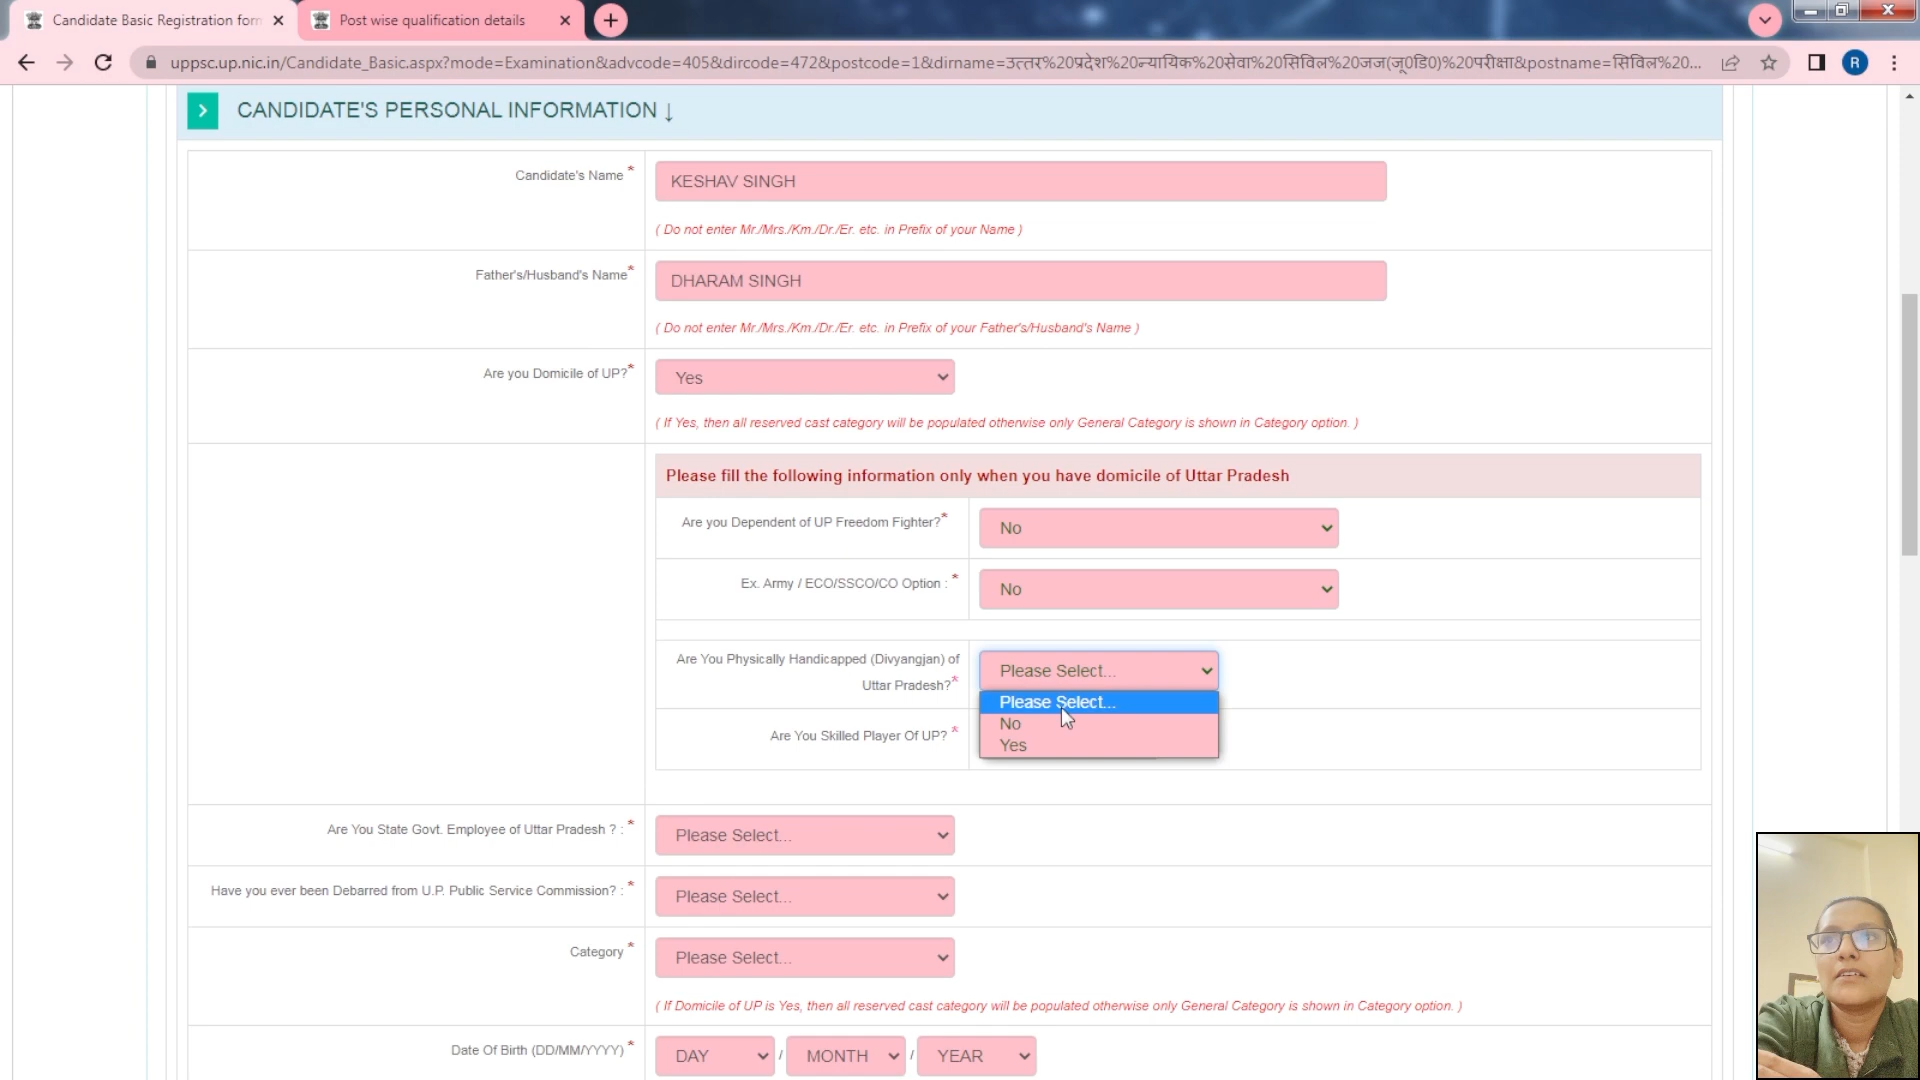 Candidate Basic Registration form
Post wise qualification details
uppsc.up.nic.in/Candidate_Basic.aspx?mode=Examination&advcode=405&dircode=472&postcode=1&dirname=उत्तर%20प्रदेश%20न्यायिक%20सेवा%20सिविल%20जज(जू0डि0)%20परीक्षा&postname=सिविल%20...
R
CANDIDATE'S PERSONAL INFORMATION ↓
Candidate's Name *
KESHAV SINGH
( Do not enter Mr./Mrs./Km./Dr./Er. etc. in Prefix of your Name )
Father's/Husband's Name*
DHARAM SINGH
( Do not enter Mr./Mrs./Km./Dr./Er. etc. in Prefix of your Father's/Husband's Name )
Are you Domicile of UP?*
Yes
( If Yes, then all reserved cast category will be populated otherwise only General Category is shown in Category option. )
Please fill the following information only when you have domicile of Uttar Pradesh
Are you Dependent of UP Freedom Fighter?*
No
Ex. Army / ECO/SSCO/CO Option : *
No
Are You Physically Handicapped (Divyangjan) of
Uttar Pradesh?*
Please Select...
Please Select...
No
Yes
Are You Skilled Player Of UP? *
Are You State Govt. Employee of Uttar Pradesh ? : *
Please Select...
Have you ever been Debarred from U.P. Public Service Commission? : *
Please Select...
Category *
Please Select...
( If Domicile of UP is Yes, then all reserved cast category will be populated otherwise only General Category is shown in Category option. )
Date Of Birth (DD/MM/YYYY) *
DAY / MONTH / YEAR